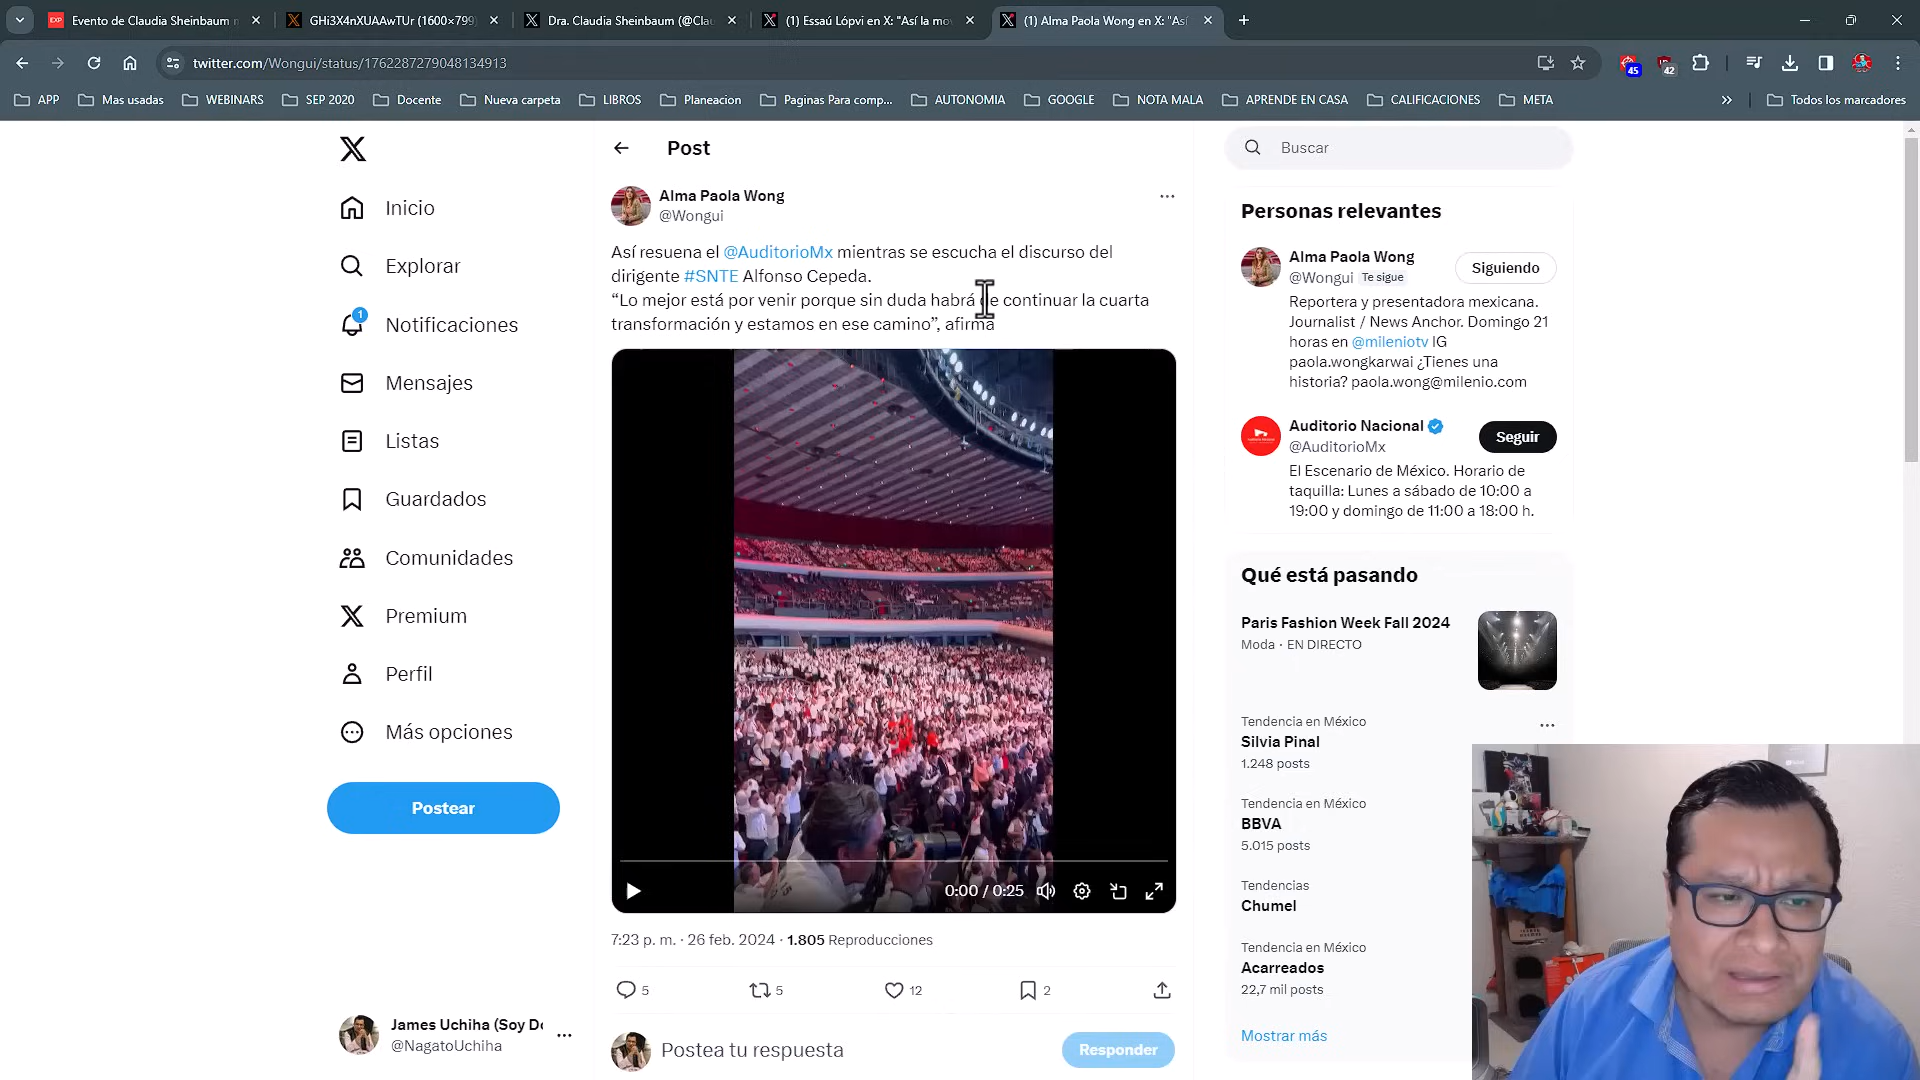 Evento de Claudia Sheinbaum
GHi3X4nXUAAwTUr (1600×799)
Dra. Claudia Sheinbaum (@Cla
(1) Essaú Lópvi en X: "Así la mo
(1) Alma Paola Wong en X: "Así
twitter.com/Wongui/status/1762287279048134913
45
42
APP
Mas usadas
WEBINARS
SEP 2020
Docente
Nueva carpeta
LIBROS
Planeacion
Paginas Para comp...
AUTONOMIA
GOOGLE
NOTA MALA
APRENDE EN CASA
CALIFICACIONES
META
Todos los marcadores
Inicio
Explorar
1
Notificaciones
Mensajes
Listas
Guardados
Comunidades
Premium
Perfil
Más opciones
Postear
James Uchiha (Soy Do
@NagatoUchiha
Post
Alma Paola Wong
@Wongui
Así resuena el @AuditorioMx mientras se escucha el discurso del
dirigente #SNTE Alfonso Cepeda.
“Lo mejor está por venir porque sin duda habrá de continuar la cuarta
transformación y estamos en ese camino”, afirma
0:00 / 0:25
7:23 p. m. · 26 feb. 2024 · 1.805 Reproducciones
5
5
12
2
Postea tu respuesta
Responder
Buscar
Personas relevantes
Alma Paola Wong
@Wongui Te sigue
Siguiendo
Reportera y presentadora mexicana.
Journalist / News Anchor. Domingo 21
horas en @mileniotv IG
paola.wongkarwai ¿Tienes una
historia? paola.wong@milenio.com
Auditorio Nacional
@AuditorioMx
Seguir
El Escenario de México. Horario de
taquilla: Lunes a sábado de 10:00 a
19:00 y domingo de 11:00 a 18:00 h.
Qué está pasando
Paris Fashion Week Fall 2024
Moda · EN DIRECTO
Tendencia en México
Silvia Pinal
1.248 posts
Tendencia en México
BBVA
5.015 posts
Tendencias
Chumel
Tendencia en México
Acarreados
22,7 mil posts
Mostrar más